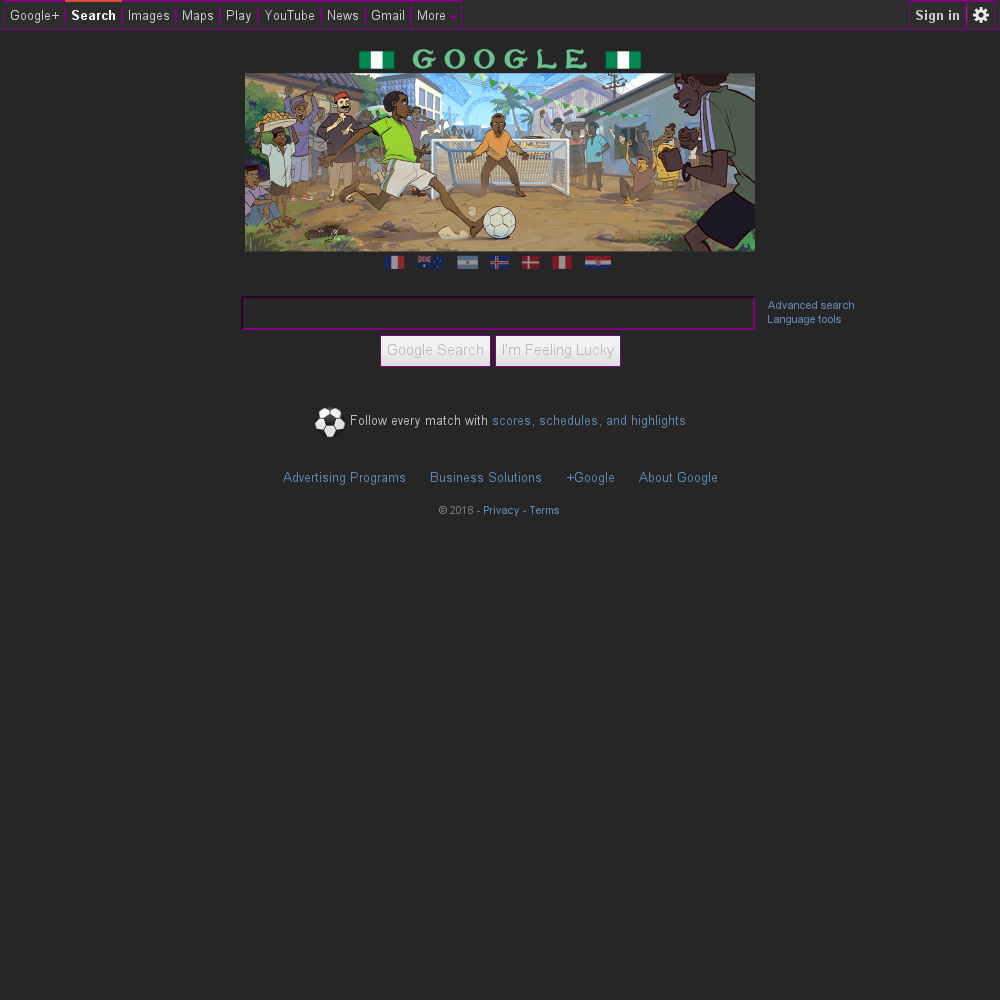 Google+ Search Images Maps Play YouTube News Gmail More Sign in
GOOGLE
Advanced search
Language tools
Google Search I'm Feeling Lucky
Follow every match with scores, schedules, and highlights
Advertising Programs Business Solutions +Google About Google
© 2018 - Privacy - Terms